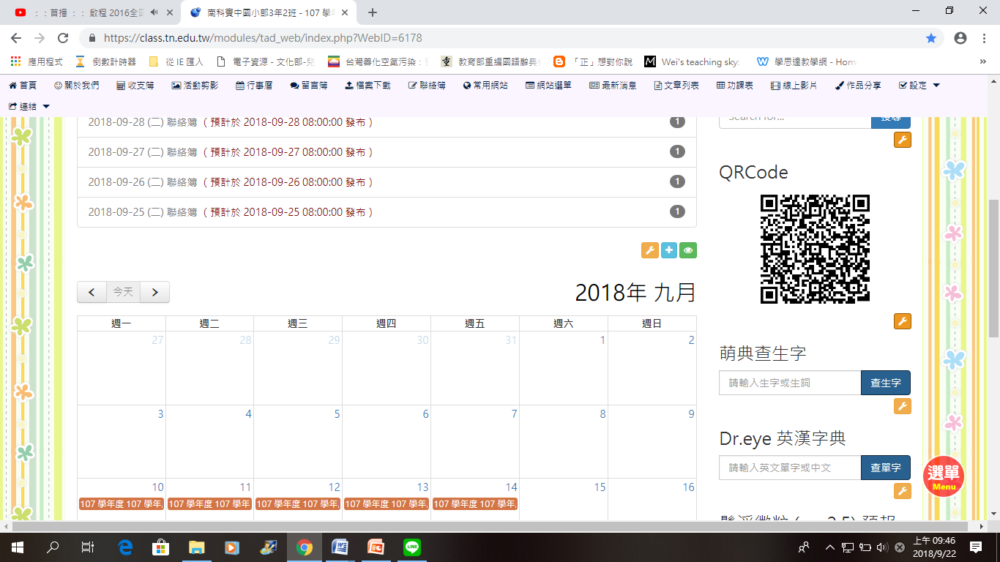 ：：首播 ：： 啟程 2016全
南科實中國小部3年2班 - 107 學年
https://class.tn.edu.tw/modules/tad_web/index.php?WebID=6178
應用程式 倒數計時器 從 IE 匯入 電子資源 - 文化部-兒 台灣善化空氣污染： 教育部重編國語辭典 「正」想對你說 Wei's teaching sky: 學思達教學網 - Hom
首頁 關於我們 收支簿 活動剪影 行事曆 留言簿 檔案下載 聯絡簿 常用網站 網站選單 最新消息 文章列表 功課表 線上影片 作品分享 設定
連結
2018-09-28 (二) 聯絡簿 ( 預計於 2018-09-28 08:00:00 發布 ) 1
2018-09-27 (二) 聯絡簿 ( 預計於 2018-09-27 08:00:00 發布 ) 1
2018-09-26 (二) 聯絡簿 ( 預計於 2018-09-26 08:00:00 發布 ) 1
2018-09-25 (二) 聯絡簿 ( 預計於 2018-09-25 08:00:00 發布 ) 1
今天
2018年 九月
週一 週二 週三 週四 週五 週六 週日
27 28 29 30 31 1 2
3 4 5 6 7 8 9
10 11 12 13 14 15 16
107 學年度 107 學年 107 學年度 107 學年 107 學年度 107 學年 107 學年度 107 學年 107 學年度 107 學年
Search for...
搜尋
QRCode
萌典查生字
請輸入生字或生詞 查生字
Dr.eye 英漢字典
請輸入英文單字或中文 查單字
選單
Menu
LINE
上午 09:46
2018/9/22